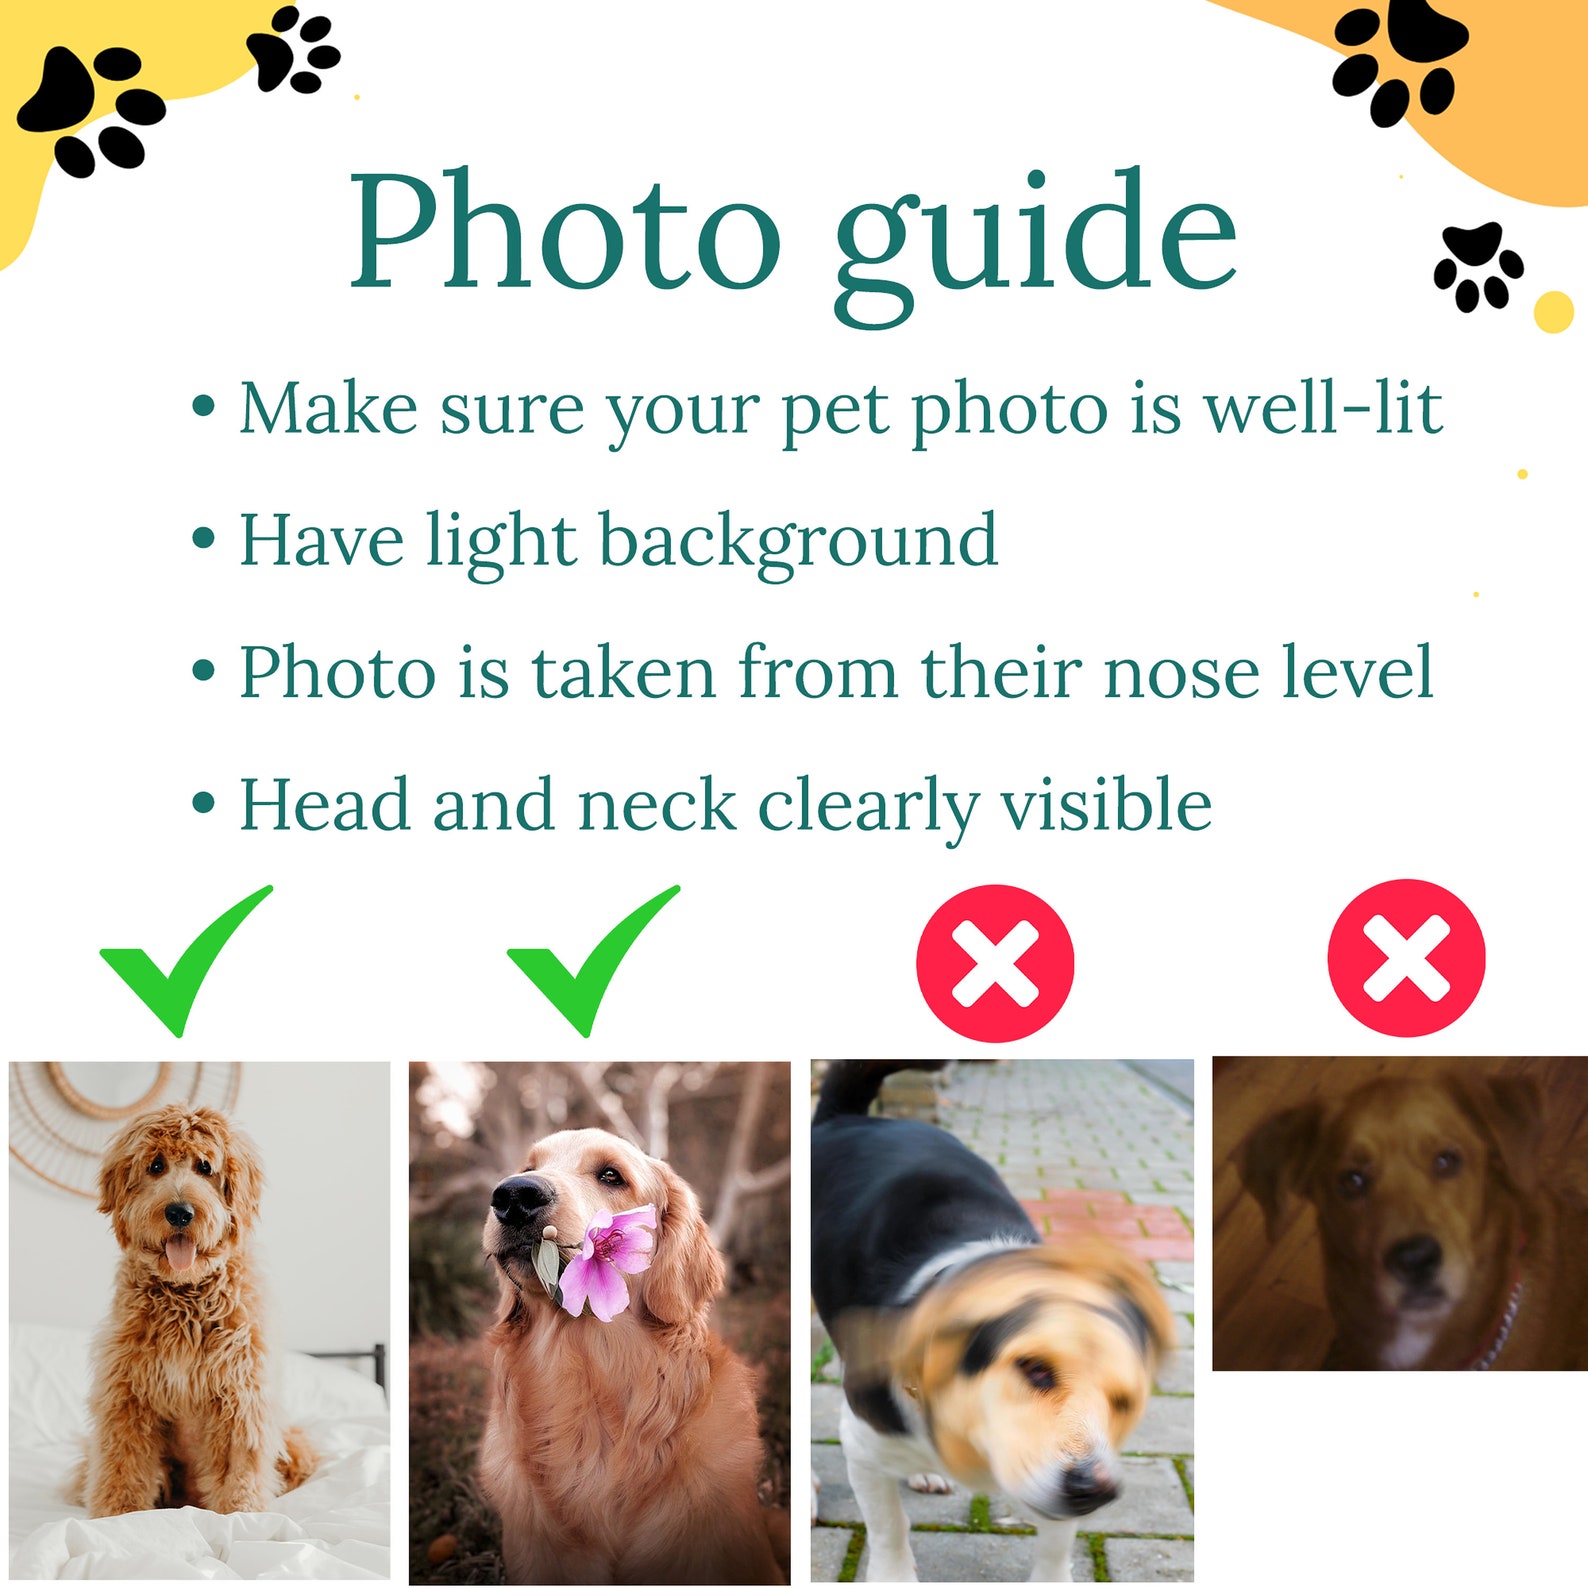 Photo guide
• Make sure your pet photo is well-lit
• Have light background
• Photo is taken from their nose level
• Head and neck clearly visible